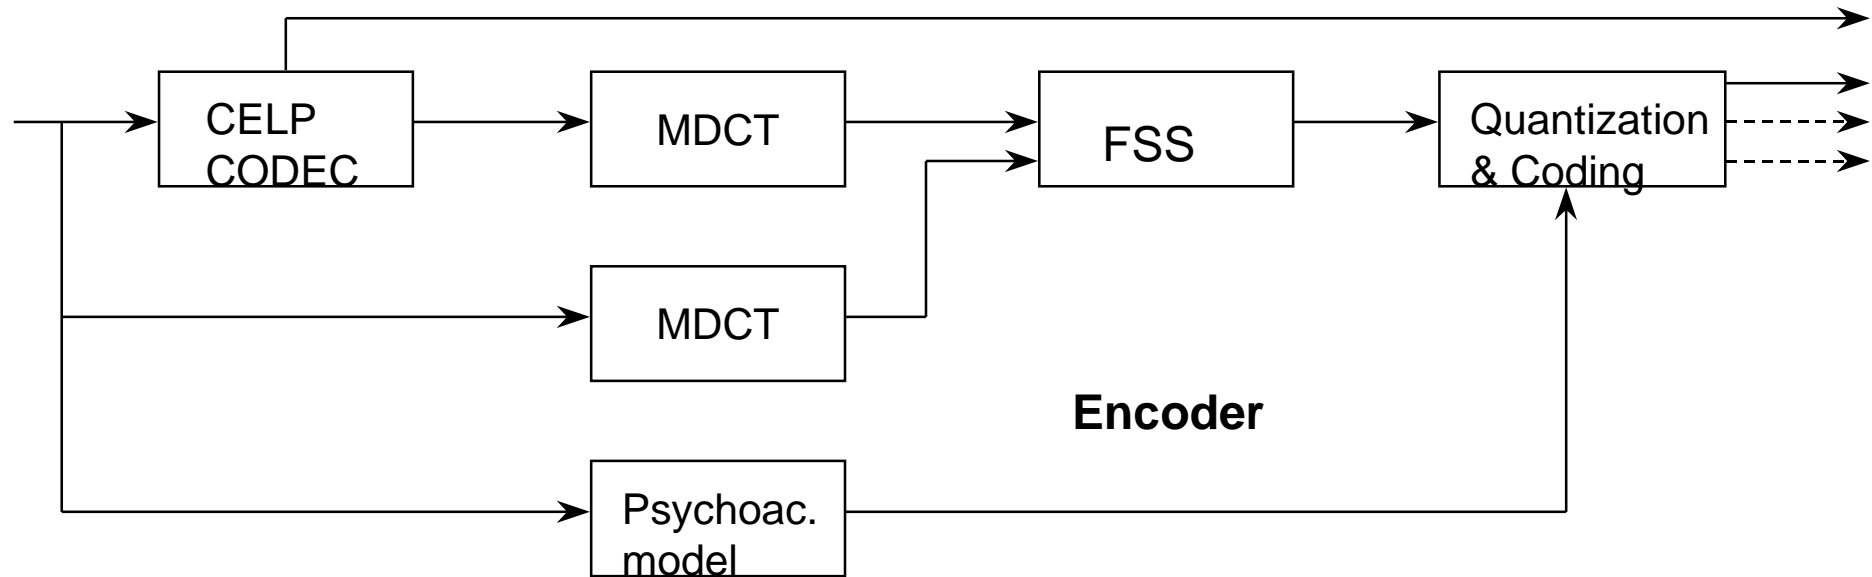 CELP
CODEC
MDCT
FSS
Quantization
& Coding
MDCT
Encoder
Psychoac.
model